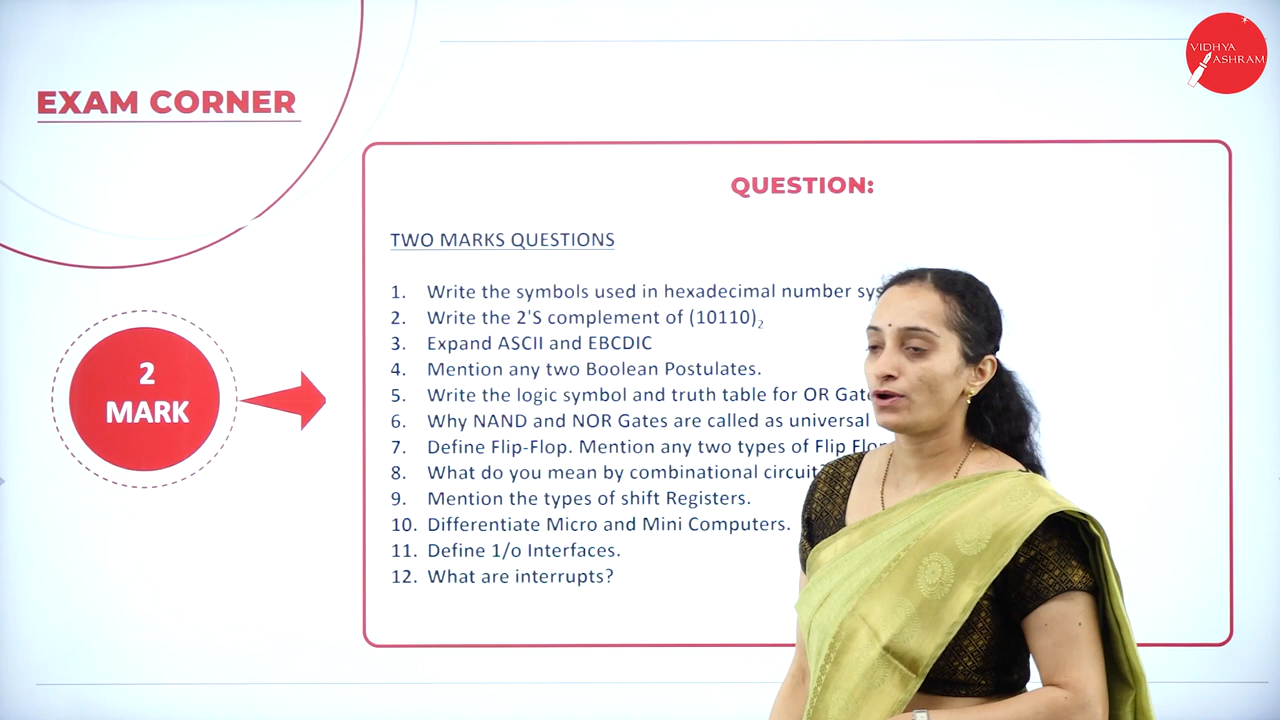 VIDHYA
ASHRAM
EXAM CORNER
QUESTION:
TWO MARKS QUESTIONS
1. Write the symbols used in hexadecimal number
2. Write the 2'S complement of (10110)₂
3. Expand ASCII and EBCDIC
4. Mention any two Boolean Postulates.
5. Write the logic symbol and truth table for OR Gate
6. Why NAND and NOR Gates are called as universal
7. Define Flip-Flop. Mention any two types of Flip Flop
8. What do you mean by combinational circuit?
9. Mention the types of shift Registers.
10. Differentiate Micro and Mini Computers.
11. Define 1/o Interfaces.
12. What are interrupts?
2
MARK